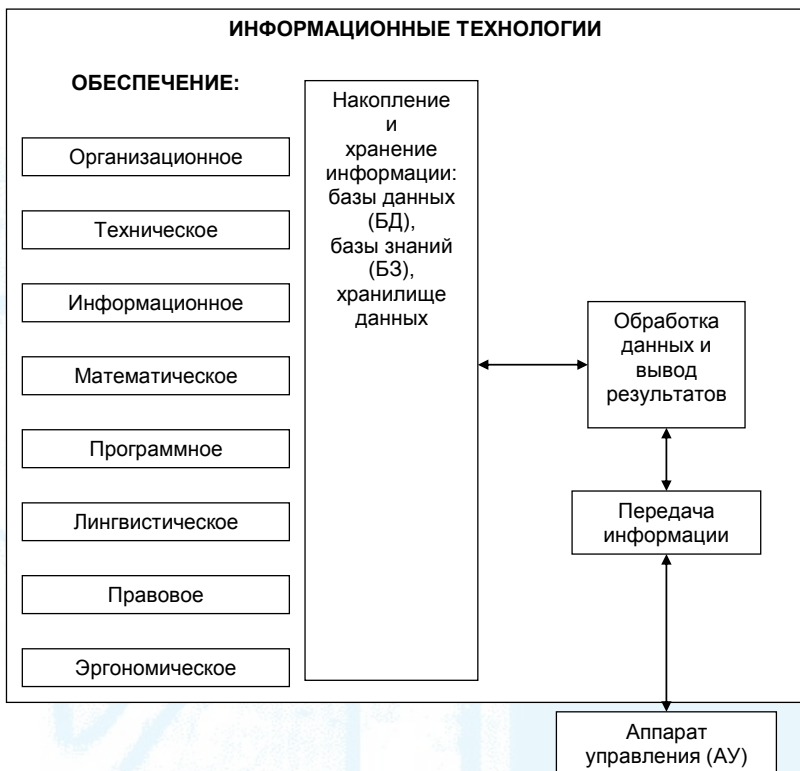 ИНФОРМАЦИОННЫЕ ТЕХНОЛОГИИ
ОБЕСПЕЧЕНИЕ:
Организационное
Техническое
Информационное
Математическое
Программное
Лингвистическое
Правовое
Эргономическое
Накопление
и
хранение
информации:
базы данных
(БД),
базы знаний
(БЗ),
хранилище
данных
Обработка
данных и
вывод
результатов
Передача
информации
Аппарат
управления (АУ)